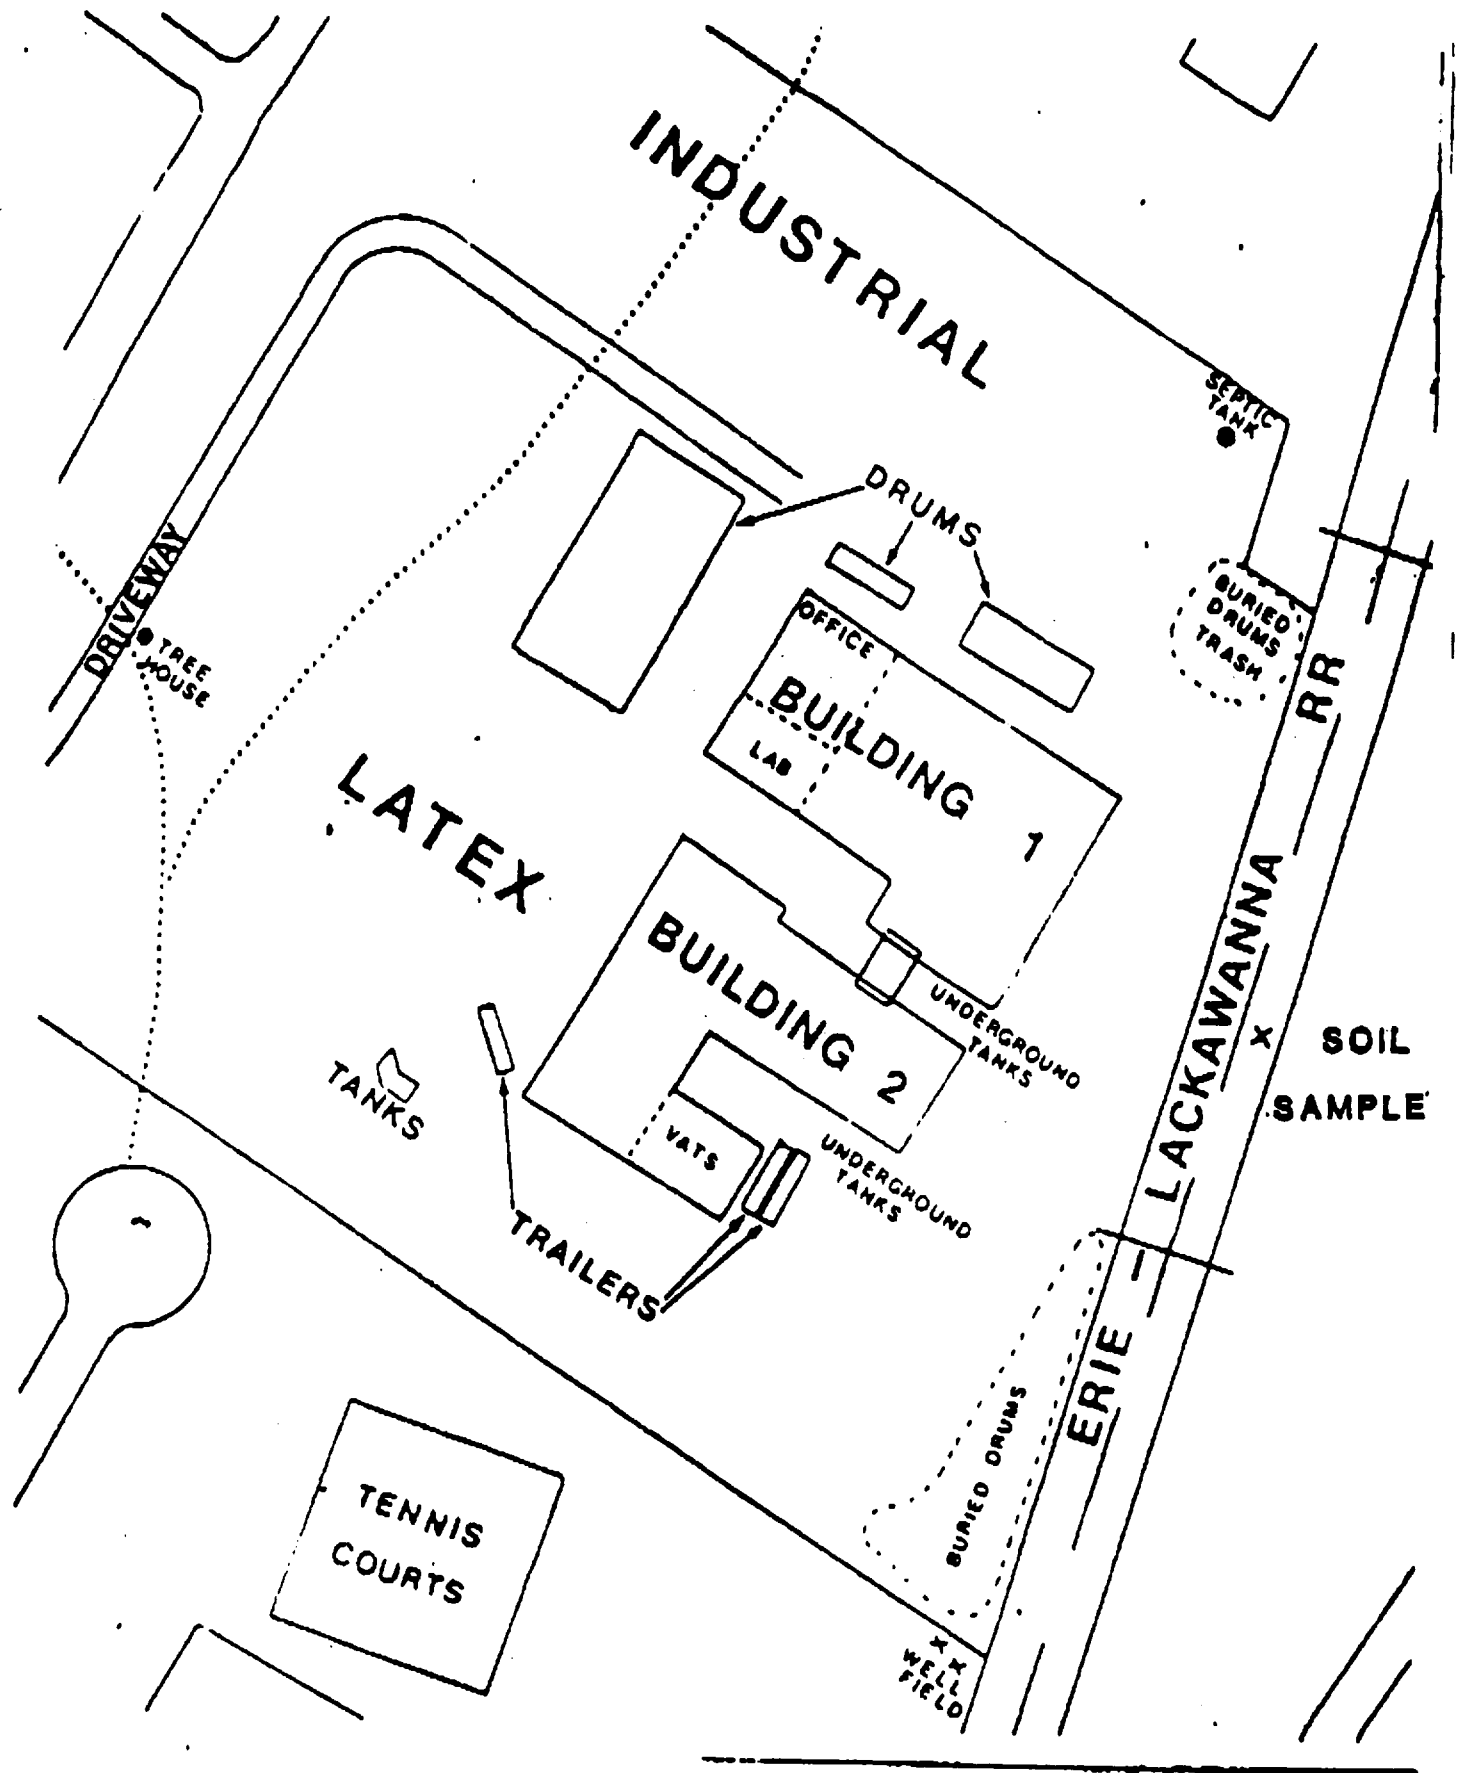 INDUSTRIAL
SEPTIC
TANK
DRUMS
DRIVEWAY
TREE
HOUSE
OFFICE
BURIED
DRUMS
TRASH
BUILDING 1
LAB
LATEX
BUILDING 2
UNDERGROUND
TANKS
TANKS
VATS
UNDERGROUND
TANKS
TRAILERS
ERIE LACKAWANNA RR
X SOIL
SAMPLE
BURIED DRUMS
TENNIS
COURTS
X X
WELL
FIELD